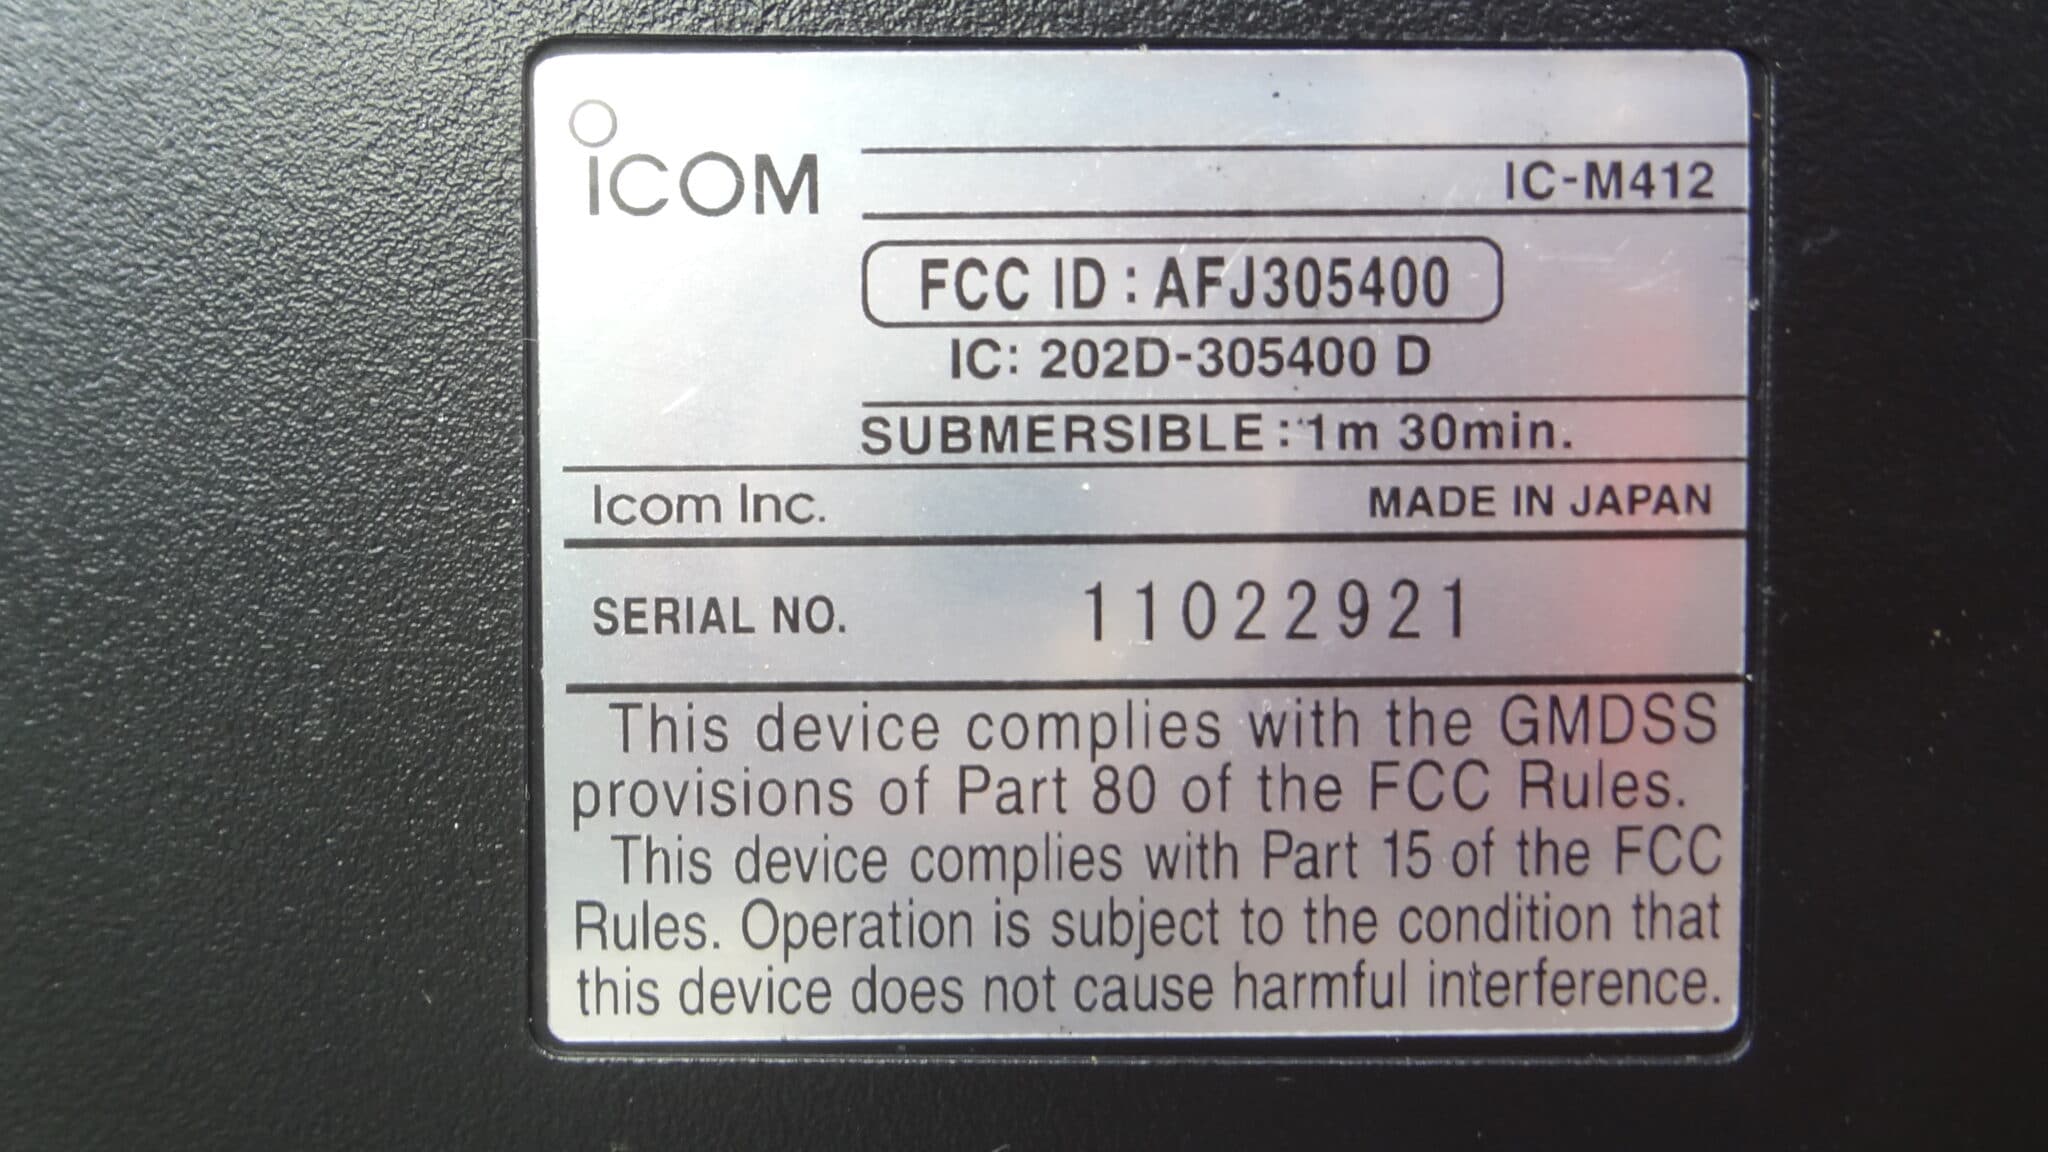 ICOM
IC-M412
FCC ID : AFJ305400
IC: 202D-305400 D
SUBMERSIBLE : 1m 30min.
Icom Inc. MADE IN JAPAN
SERIAL NO. 11022921
This device complies with the GMDSS
provisions of Part 80 of the FCC Rules.
This device complies with Part 15 of the FCC
Rules. Operation is subject to the condition that
this device does not cause harmful interference.